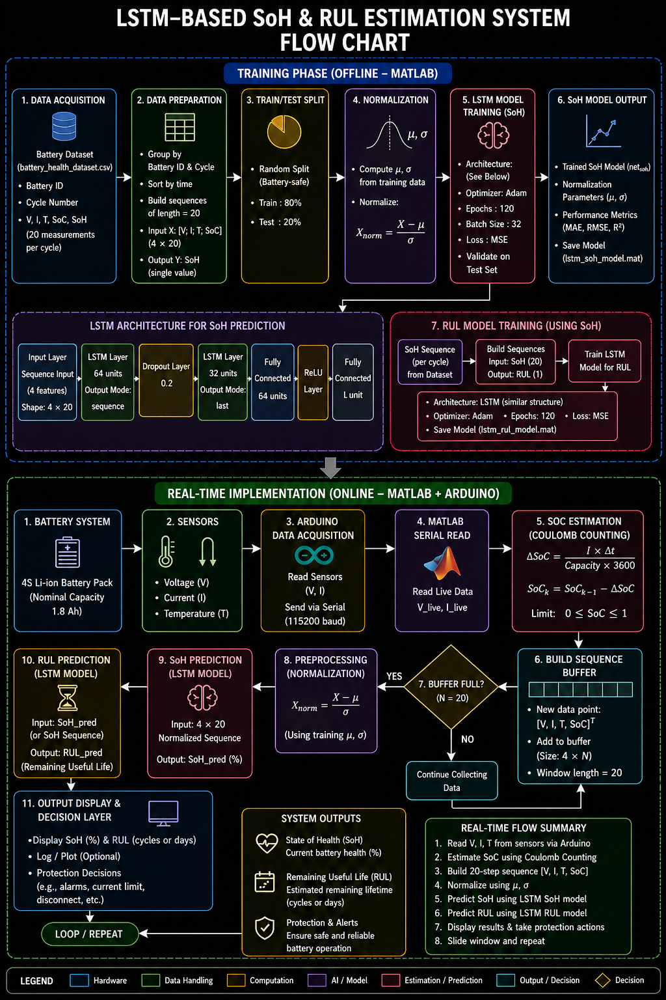 LSTM–BASED SoH & RUL ESTIMATION SYSTEM
FLOW CHART
TRAINING PHASE (OFFLINE – MATLAB)
1. DATA ACQUISITION
Battery Dataset
(battery_health_dataset.csv)
• Battery ID
• Cycle Number
• V, I, T, SoC, SoH
(20 measurements
per cycle)
2. DATA PREPARATION
• Group by
Battery ID & Cycle
• Sort by time
• Build sequences
of length = 20
• Input X: [V; I; T; SoC]
(4 × 20)
• Output Y: SoH
(single value)
3. TRAIN/TEST SPLIT
• Random Split
(Battery-safe)
• Train : 80%
• Test : 20%
4. NORMALIZATION
μ, σ
• Compute μ, σ
from training data
• Normalize:
X_norm = (X − μ) / σ
5. LSTM MODEL
TRAINING (SoH)
• Architecture:
(See Below)
• Optimizer: Adam
• Epochs : 120
• Batch Size : 32
• Loss : MSE
• Validate on
Test Set
6. SoH MODEL OUTPUT
• Trained SoH Model (net_soh)
• Normalization
Parameters (μ, σ)
• Performance Metrics
(MAE, RMSE, R²)
• Save Model
(lstm_soh_model.mat)
LSTM ARCHITECTURE FOR SoH PREDICTION
Input Layer
Sequence Input
(4 features)
Shape: 4 × 20
LSTM Layer
64 units
Output Mode:
sequence
Dropout Layer
0.2
LSTM Layer
32 units
Output Mode:
last
Fully
Connected
64 units
ReLU
Layer
Fully
Connected
L unit
7. RUL MODEL TRAINING (USING SoH)
SoH Sequence
(per cycle)
from Dataset
Build Sequences
Input: SoH (20)
Output: RUL (1)
Train LSTM
Model for RUL
• Architecture: LSTM (similar structure)
• Optimizer: Adam • Epochs: 120 • Loss: MSE
• Save Model (lstm_rul_model.mat)
REAL-TIME IMPLEMENTATION (ONLINE – MATLAB + ARDUINO)
1. BATTERY SYSTEM
4S Li-ion Battery Pack
(Nominal Capacity
1.8 Ah)
2. SENSORS
• Voltage (V)
• Current (I)
• Temperature (T)
3. ARDUINO
DATA ACQUISITION
Read Sensors
(V, I)
Send via Serial
(115200 baud)
4. MATLAB
SERIAL READ
Read Live Data
V_live, I_live
5. SOC ESTIMATION
(COULOMB COUNTING)
ΔSoC = (I × Δt) / (Capacity × 3600)
SoC_k = SoC_{k−1} − ΔSoC
Limit: 0 ≤ SoC ≤ 1
6. BUILD SEQUENCE
BUFFER
• New data point:
[V, I, T, SoC]ᵀ
• Add to buffer
(Size: 4 × N)
• Window length = 20
7. BUFFER FULL?
(N = 20)
YES
NO
Continue Collecting
Data
8. PREPROCESSING
(NORMALIZATION)
X_norm = (X − μ) / σ
(Using training μ, σ)
9. SoH PREDICTION
(LSTM MODEL)
Input: 4 × 20
Normalized Sequence
Output: SoH_pred (%)
10. RUL PREDICTION
(LSTM MODEL)
Input: SoH_pred
(or SoH Sequence)
Output: RUL_pred
(Remaining Useful Life)
11. OUTPUT DISPLAY &
DECISION LAYER
•Display SoH (%) & RUL (cycles or days)
• Log / Plot (Optional)
• Protection Decisions
(e.g., alarms, current limit,
disconnect, etc.)
LOOP / REPEAT
SYSTEM OUTPUTS
State of Health (SoH)
Current battery health (%)
Remaining Useful Life (RUL)
Estimated remaining lifetime
(cycles or days)
Protection & Alerts
Ensure safe and reliable
battery operation
REAL-TIME FLOW SUMMARY
1. Read V, I, T from sensors via Arduino
2. Estimate SoC using Coulomb Counting
3. Build 20-step sequence [V, I, T, SoC]
4. Normalize using μ, σ
5. Predict SoH using LSTM SoH model
6. Predict RUL using LSTM RUL model
7. Display results & take protection actions
8. Slide window and repeat
LEGEND
Hardware
Data Handling
Computation
AI / Model
Estimation / Prediction
Output / Decision
Decision